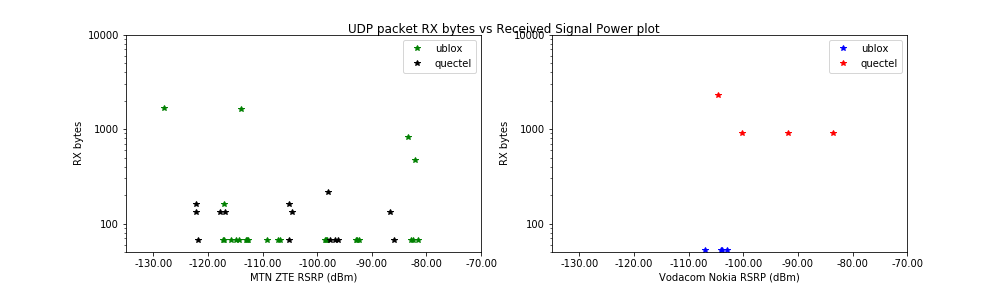 UDP packet RX bytes vs Received Signal Power plot
10000
1000
100
RX bytes
ublox
quectel
-130.00 -120.00 -110.00 -100.00 -90.00 -80.00 -70.00
MTN ZTE RSRP (dBm)
10000
1000
100
RX bytes
ublox
quectel
-130.00 -120.00 -110.00 -100.00 -90.00 -80.00 -70.00
Vodacom Nokia RSRP (dBm)